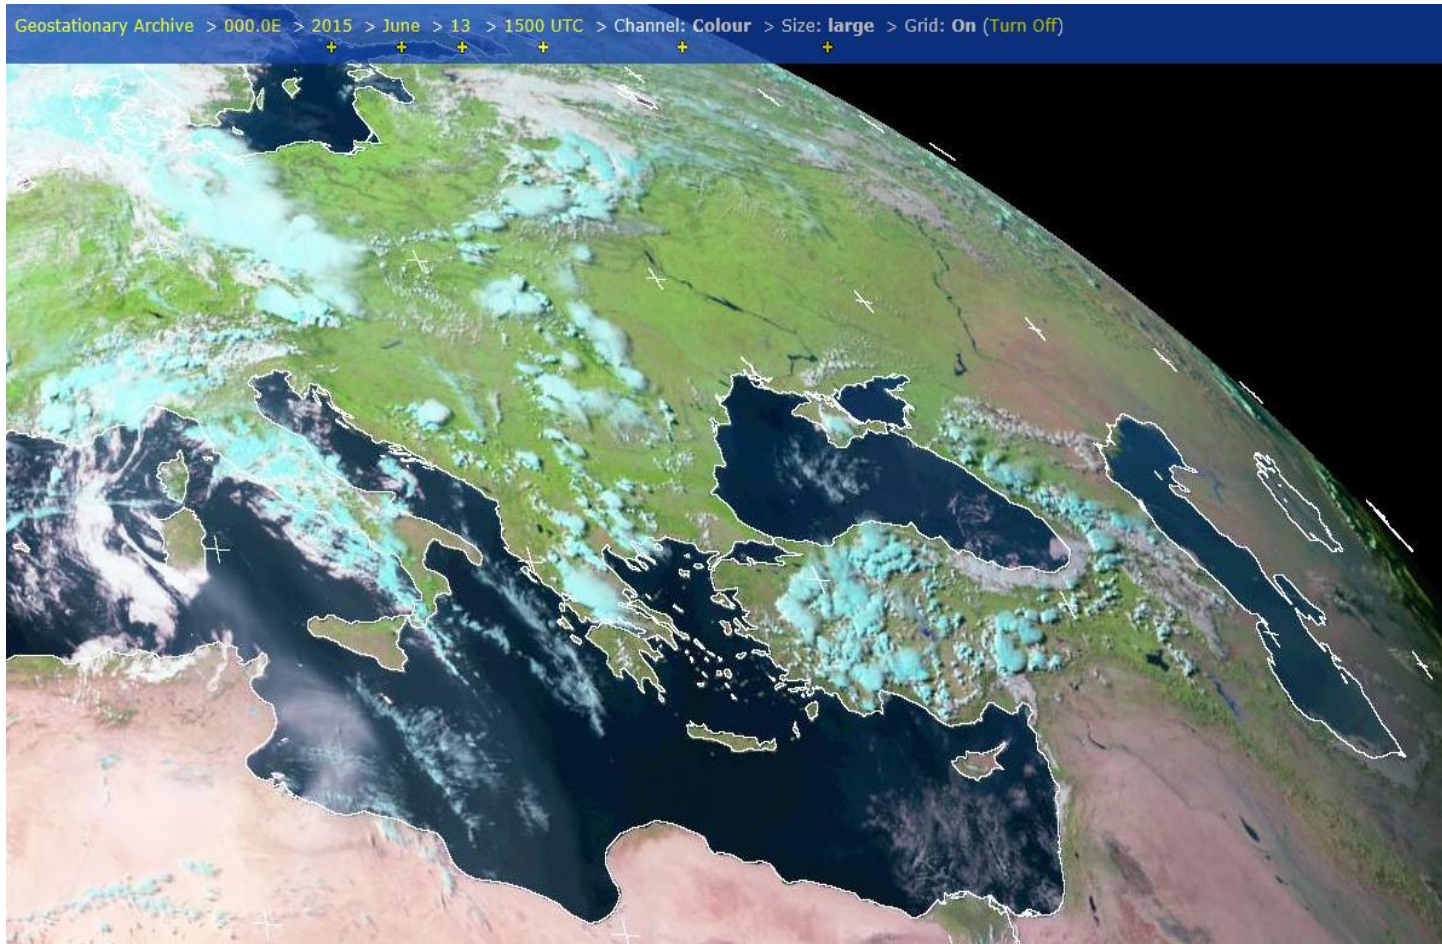 Geostationary Archive > 000.0E > 2015 > June > 13 > 1500 UTC > Channel: Colour > Size: large > Grid: On (Turn Off)